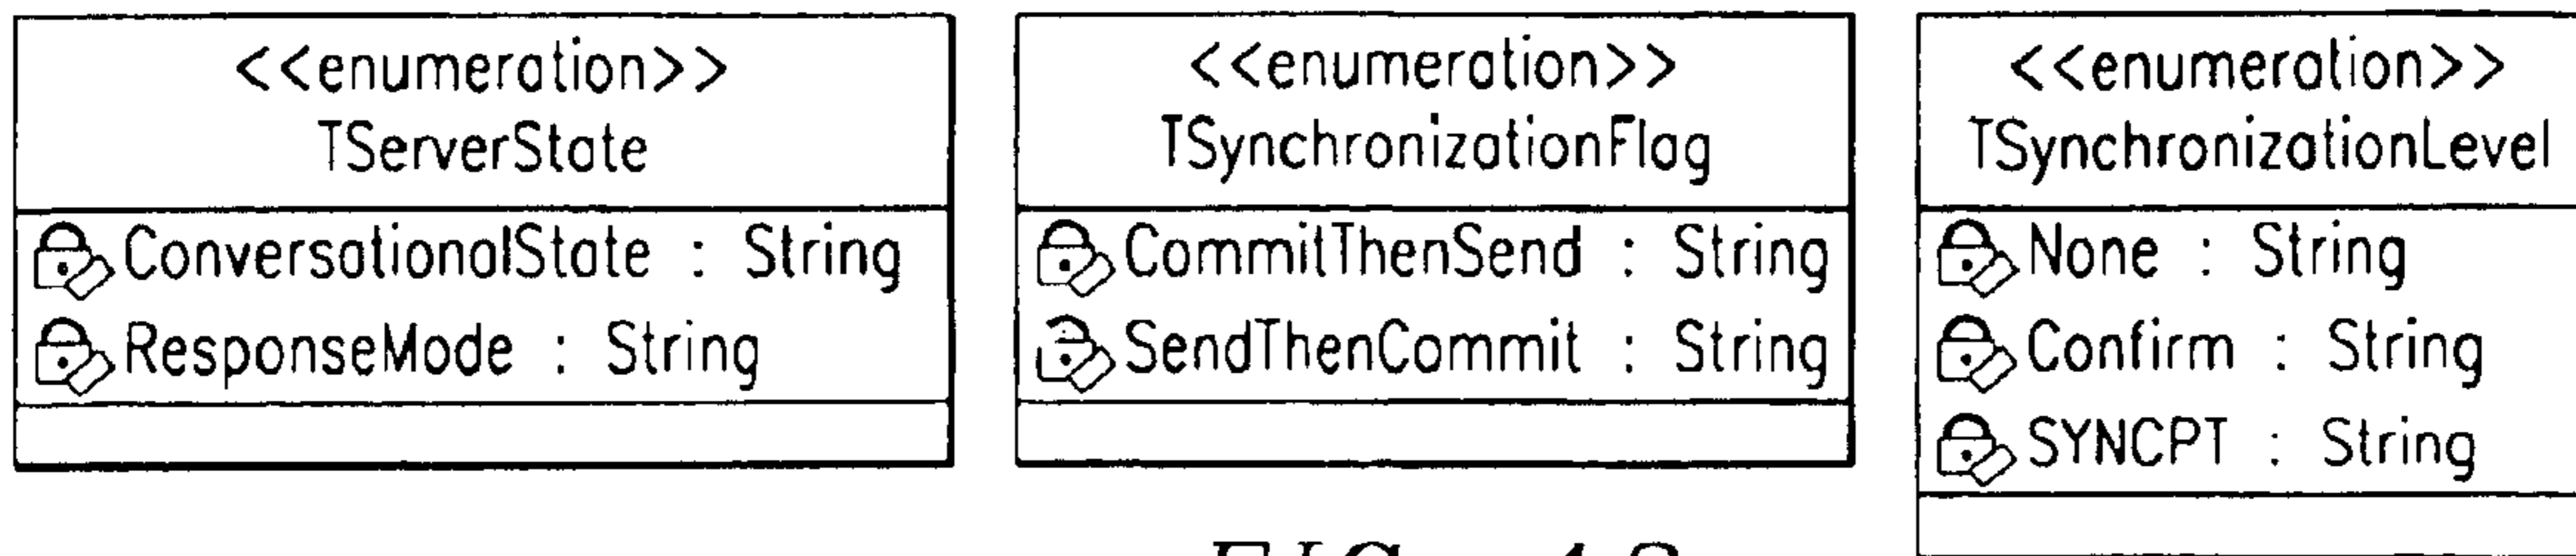 <<enumeration>>
TServerState
ConversationalState : String
ResponseMode : String
<<enumeration>>
TSynchronizationFlag
CommitThenSend : String
SendThenCommit : String
<<enumeration>>
TSynchronizationLevel
None : String
Confirm : String
SYNCPT : String
FIG.